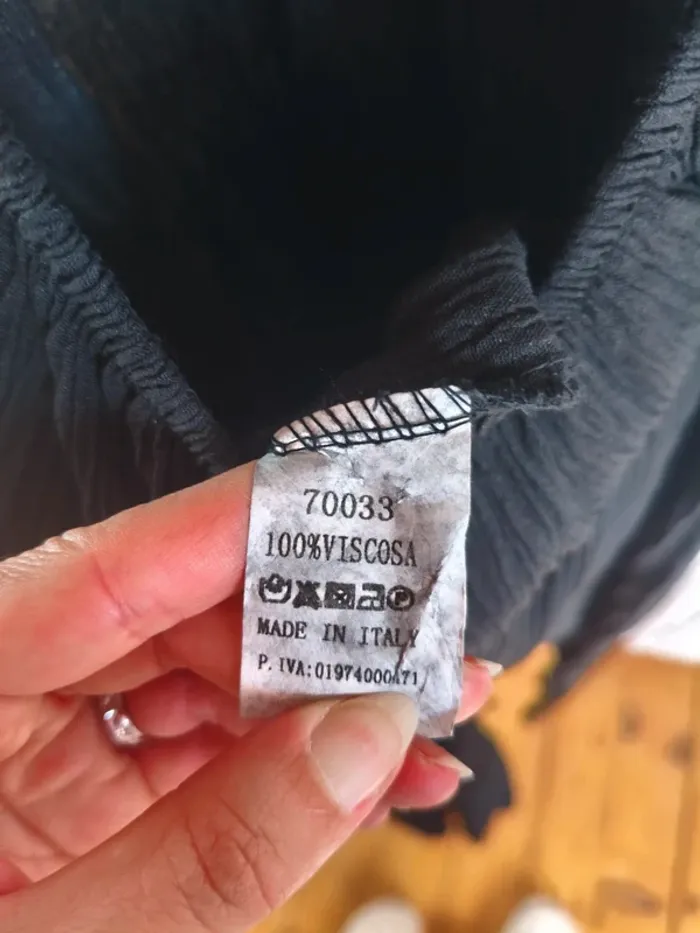 70033
100%VISCOSA
MADE IN ITALY
P. IVA:01974000471